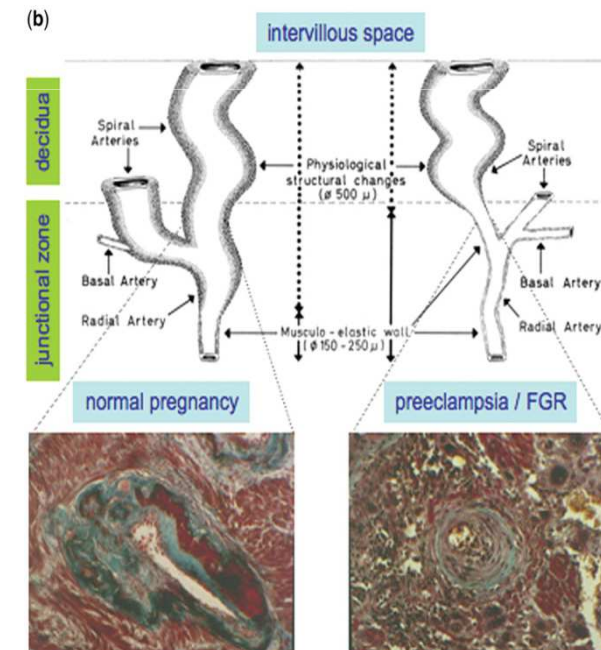 (b)
intervillous space
decidua
junctional zone
Spiral
Arteries
Physiological
structural changes
(ø 500 µ)
Spiral
Arteries
Basal Artery
Radial Artery
Basal Artery
Radial Artery
Musculo-elastic wall
(ø 150-250µ)
normal pregnancy
preeclampsia / FGR